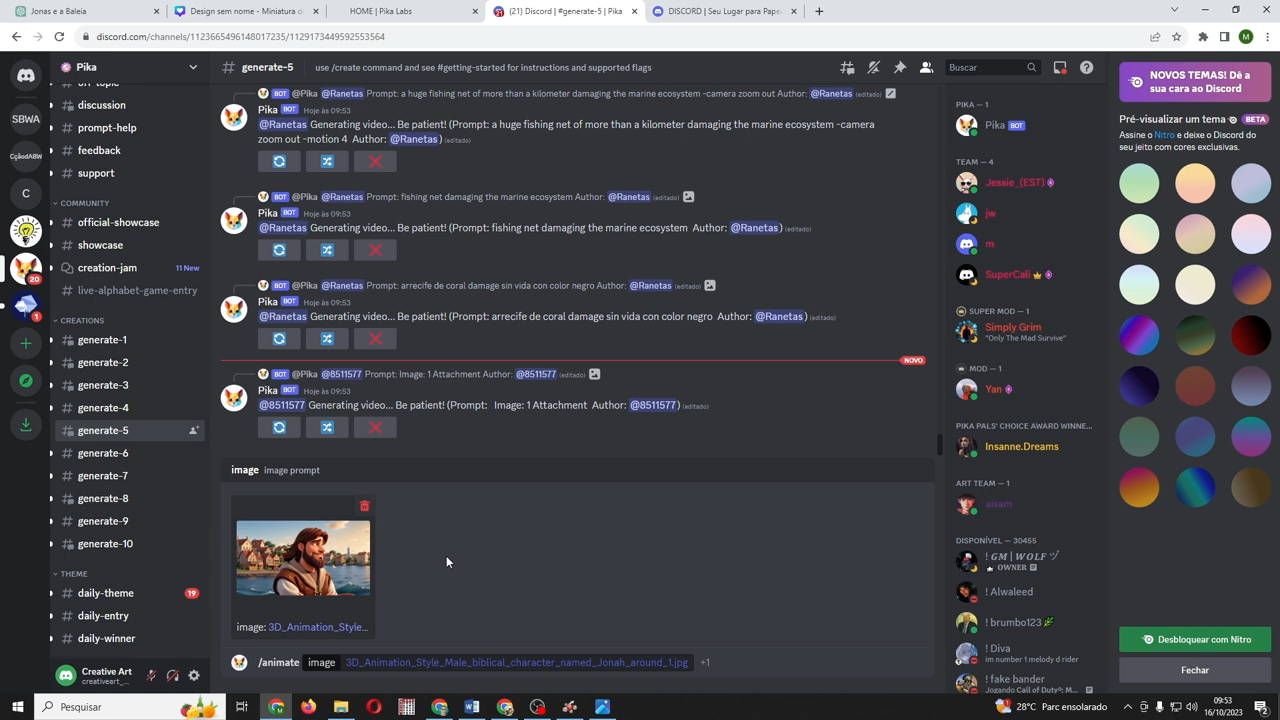 Jonas e a Baleia
Design sem nome - Miniatura d
HOME | Pika Labs
(21) Discord | #generate-5 | Pika
DISCORD | Seu Lugar para Pape
discord.com/channels/1123665496148017235/1129173449592553564
M
Pika
generate-5
use /create command and see #getting-started for instructions and supported flags
Buscar
NOVOS TEMAS! Dê a
sua cara ao Discord
Pré-visualizar um tema BETA
Assine o Nitro e deixe o Discord do
seu jeito com cores exclusivas.
SBWA
CçãodABW
C
20
1
off-topic
discussion
prompt-help
feedback
support
COMMUNITY
official-showcase
showcase
creation-jam 11 New
live-alphabet-game-entry
CREATIONS
generate-1
generate-2
generate-3
generate-4
generate-5
generate-6
generate-7
generate-8
generate-9
generate-10
THEME
daily-theme 19
daily-entry
daily-winner
Creative Art
creativeart_...
BOT @Pika @Ranetas Prompt: a huge fishing net of more than a kilometer damaging the marine ecosystem -camera zoom out Author: @Ranetas (editado)
Pika BOT Hoje às 09:53
@Ranetas Generating video... Be patient! (Prompt: a huge fishing net of more than a kilometer damaging the marine ecosystem -camera
zoom out -motion 4 Author: @Ranetas) (editado)
BOT @Pika @Ranetas Prompt: fishing net damaging the marine ecosystem Author: @Ranetas (editado)
Pika BOT Hoje às 09:53
@Ranetas Generating video... Be patient! (Prompt: fishing net damaging the marine ecosystem Author: @Ranetas) (editado)
BOT @Pika @Ranetas Prompt: arrecife de coral damage sin vida con color negro Author: @Ranetas (editado)
Pika BOT Hoje às 09:53
@Ranetas Generating video... Be patient! (Prompt: arrecife de coral damage sin vida con color negro Author: @Ranetas) (editado)
NOVO
BOT @Pika @8511577 Prompt: Image: 1 Attachment Author: @8511577 (editado)
Pika BOT Hoje às 09:53
@8511577 Generating video... Be patient! (Prompt: Image: 1 Attachment Author: @8511577) (editado)
image image prompt
image: 3D_Animation_Style...
/animate image 3D_Animation_Style_Male_biblical_character_named_Jonah_around_1.jpg +1
PIKA — 1
Pika BOT
TEAM — 4
Jessie_(EST)
jw
m
SuperCali
SUPER MOD — 1
Simply Grim
"Only The Mad Survive"
MOD — 1
Yan
PIKA PALS' CHOICE AWARD WINNE...
Insanne.Dreams
ART TEAM — 1
aisam
DISPONÍVEL — 30455
! GM | WOLF ヅ
OWNER
! Alwaleed
! brumbo123
! Diva
im number 1 melody d rider
! fake bander
Jogando Call of Duty®: M...
Desbloquear com Nitro
Fechar
Pesquisar
28°C Parc ensolarado
09:53
16/10/2023
2